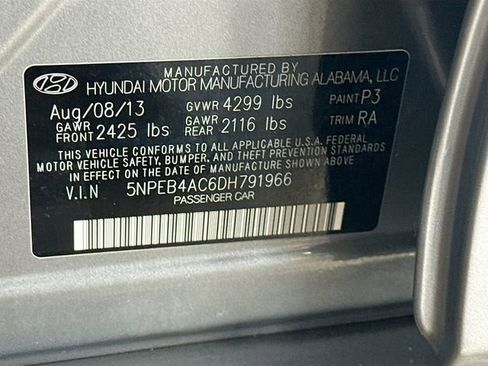 MANUFACTURED BY
HYUNDAI MOTOR MANUFACTURING ALABAMA, LLC
Aug/08/13 GVWR 4299 lbs PAINT P3
GAWR FRONT 2425 lbs GAWR REAR 2116 lbs TRIM RA
THIS VEHICLE CONFORMS TO ALL APPLICABLE U.S.A. FEDERAL
MOTOR VEHICLE SAFETY, BUMPER, AND THEFT PREVENTION STANDARDS
IN EFFECT ON THE DATE OF MANUFACTURE SHOWN ABOVE.
V.I.N 5NPEB4AC6DH791966
PASSENGER CAR